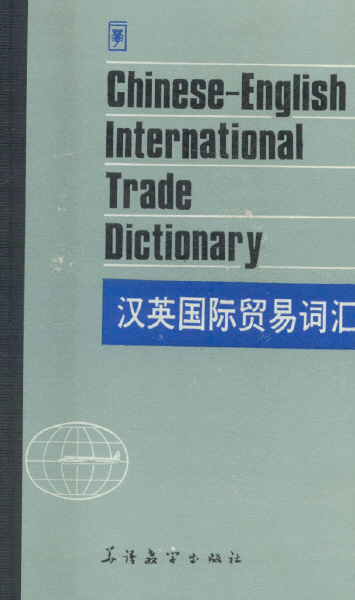 Chinese-English
International
Trade
Dictionary
汉英国际贸易词汇
华语教学出版社